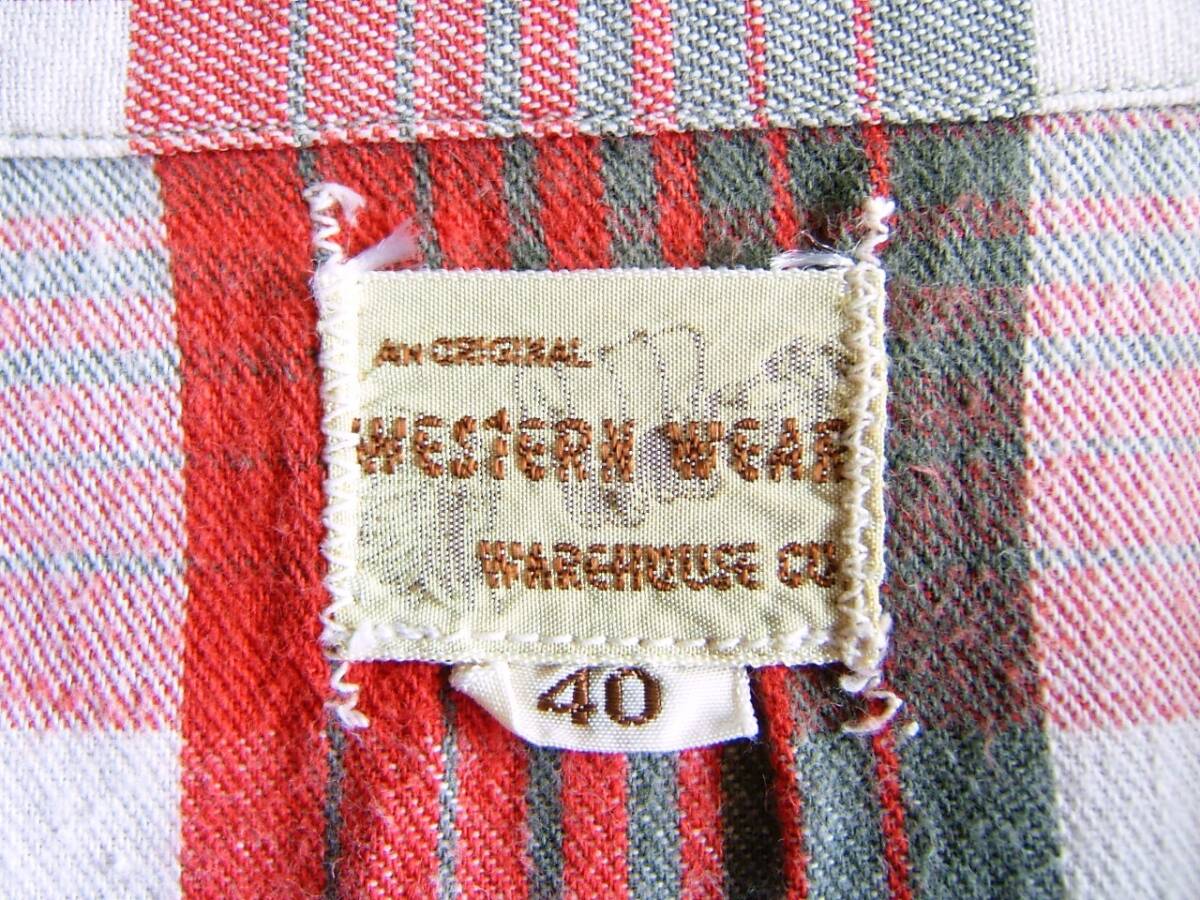 AN ORIGINAL
WESTERN WEAR
WAREHOUSE CO
40